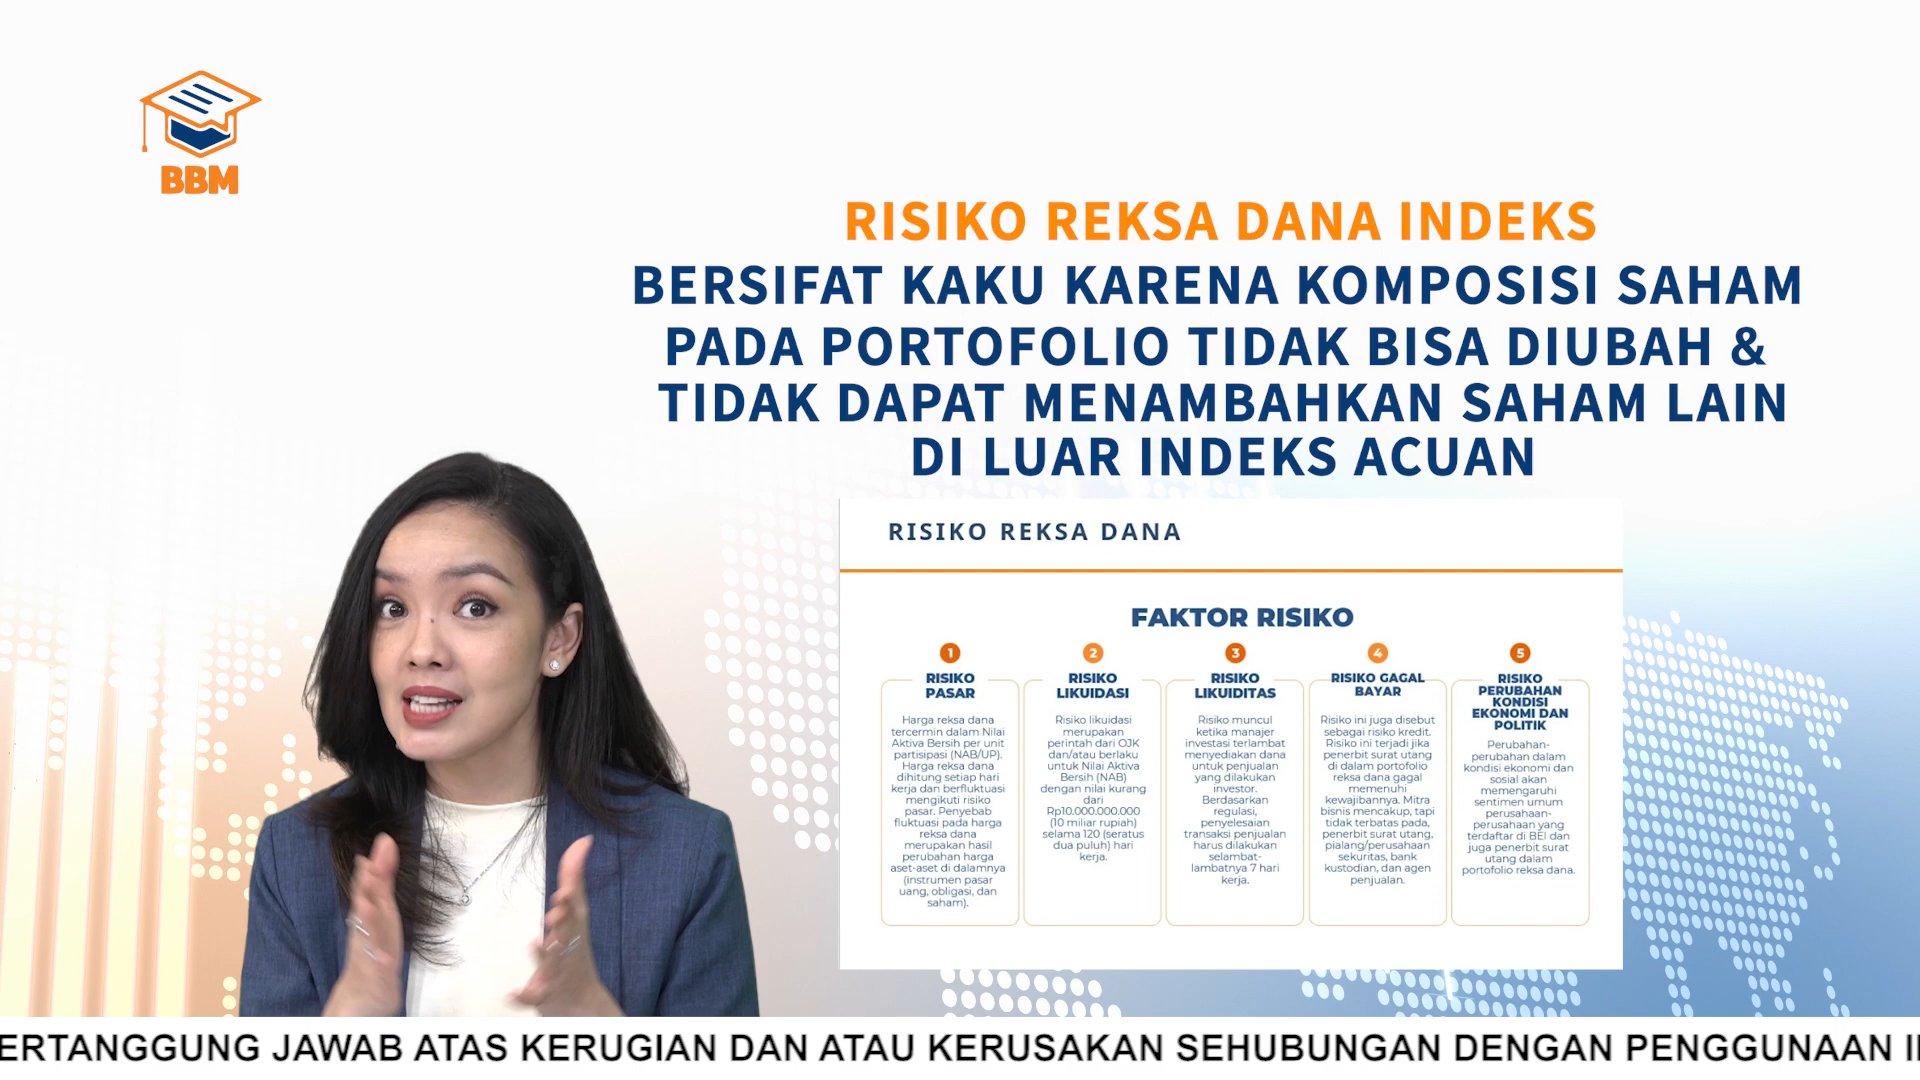 BBM
RISIKO REKSA DANA INDEKS
BERSIFAT KAKU KARENA KOMPOSISI SAHAM
PADA PORTOFOLIO TIDAK BISA DIUBAH &
TIDAK DAPAT MENAMBAHKAN SAHAM LAIN
DI LUAR INDEKS ACUAN
RISIKO REKSA DANA
FAKTOR RISIKO
1
RISIKO
PASAR
Harga reksa dana
tercermin dalam Nilai
Aktiva Bersih per unit
partisipasi (NAB/UP).
Harga reksa dana
dihitung setiap hari
kerja dan berfluktuasi
mengikuti risiko
pasar. Penyebab
fluktuasi pada harga
reksa dana
merupakan hasil
perubahan harga
aset-aset di dalamnya
(instrumen pasar
uang, obligasi, dan
saham).
2
RISIKO
LIKUIDASI
Risiko likuidasi
merupakan
perintah dari OJK
dan/atau berlaku
untuk Nilai Aktiva
Bersih (NAB)
dengan nilai kurang
dari
Rp10.000.000.000
(10 miliar rupiah)
selama 120 (seratus
dua puluh) hari
kerja.
3
RISIKO
LIKUIDITAS
Risiko muncul
ketika manajer
investasi terlambat
menyediakan dana
untuk penjualan
yang dilakukan
investor.
Berdasarkan
regulasi,
penyelesaian
transaksi penjualan
harus dilakukan
selambat-
lambatnya 7 hari
kerja.
4
RISIKO GAGAL
BAYAR
Risiko ini juga disebut
sebagai risiko kredit.
Risiko ini terjadi jika
penerbit surat utang
di dalam portofolio
reksa dana gagal
memenuhi
kewajibannya. Mitra
bisnis mencakup, tapi
tidak terbatas pada,
penerbit surat utang,
pialang/perusahaan
sekuritas, bank
kustodian, dan agen
penjualan.
5
RISIKO
PERUBAHAN
KONDISI
EKONOMI DAN
POLITIK
Perubahan-
perubahan dalam
kondisi ekonomi dan
sosial akan
memengaruhi
sentimen umum
perusahaan-
perusahaan yang
terdaftar di BEI dan
juga penerbit surat
utang dalam
portofolio reksa dana.
ERTANGGUNG JAWAB ATAS KERUGIAN DAN ATAU KERUSAKAN SEHUBUNGAN DENGAN PENGGUNAAN